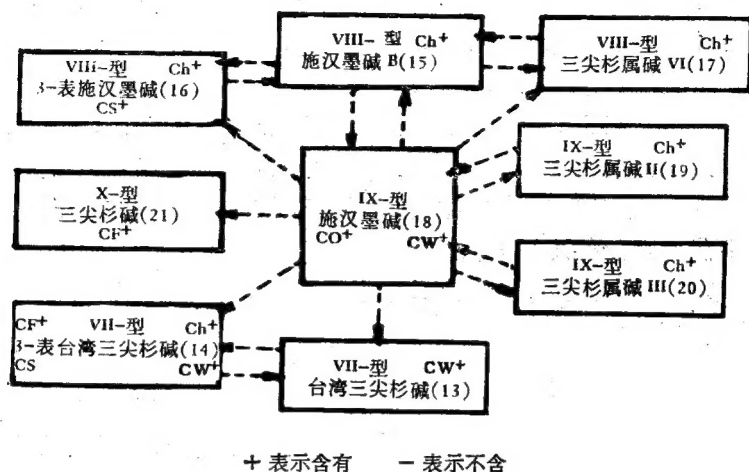 VIII-型 Ch+
3-表施汉墨碱(16)
CS+
VIII-型 Ch+
施汉墨碱 B(15)
VIII-型 Ch+
三尖杉属碱 VI(17)
X-型
三尖杉碱(21)
CF+
IX-型
施汉墨碱(18)
CO+ CW+
IX-型 Ch+
三尖杉属碱 II(19)
IX-型 Ch+
三尖杉属碱 III(20)
CF+ VII-型 Ch+
3-表台湾三尖杉碱(14)
CS CW+
VII-型 CW+
台湾三尖杉碱(13)
+ 表示含有 - 表示不含